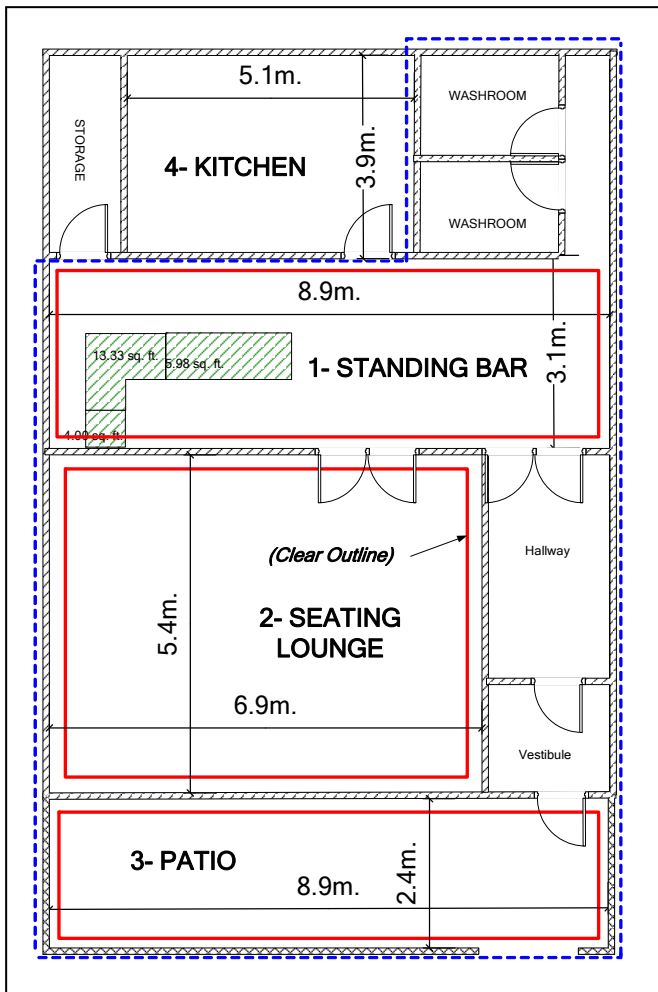 5.1m.
WASHROOM
STORAGE
4- KITCHEN
3.9m.
WASHROOM
8.9m.
13.33 sq. ft.
5.98 sq. ft.
1- STANDING BAR
3.1m.
4.00 sq. ft.
(Clear Outline)
Hallway
5.4m.
2- SEATING
LOUNGE
6.9m.
Vestibule
3- PATIO
2.4m.
8.9m.